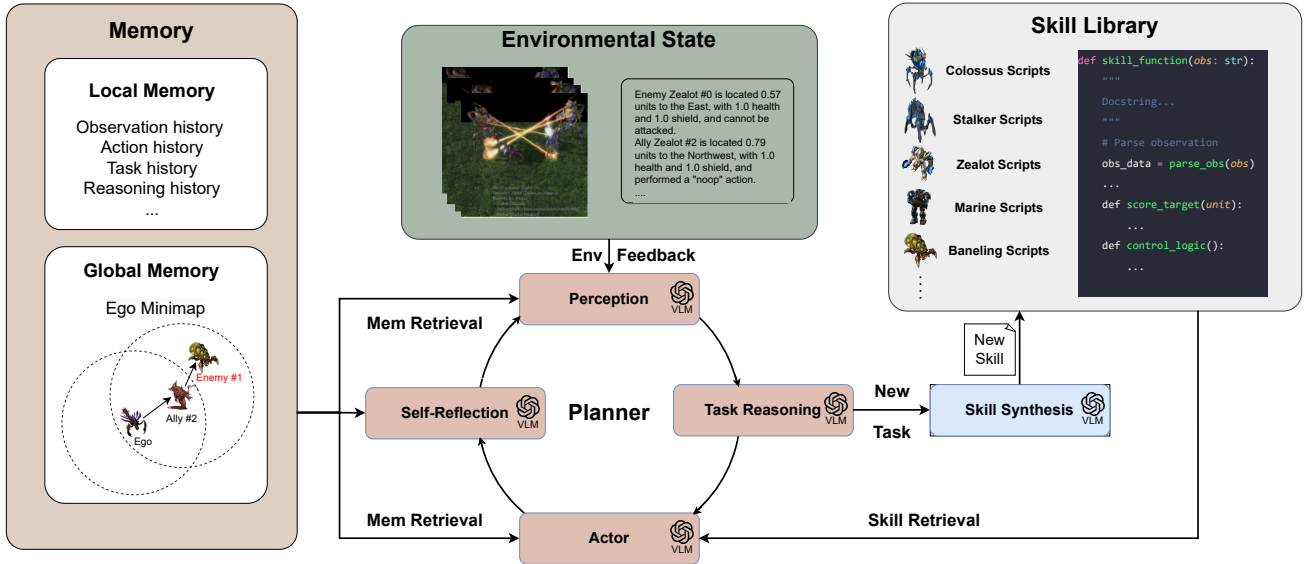 Memory
Local Memory
Observation history
Action history
Task history
Reasoning history
...
Global Memory
Ego Minimap
Enemy #1
Ally #2
Ego
Environmental State
Enemy Zealot #0 is located 0.57
units to the East, with 1.0 health
and 1.0 shield, and cannot be
attacked.
Ally Zealot #2 is located 0.79
units to the Northwest, with 1.0
health and 1.0 shield, and
performed a "noop" action.
....
Env Feedback
Perception
VLM
Mem Retrieval
Self-Reflection
VLM
Planner
Task Reasoning
VLM
New
Task
Mem Retrieval
Actor
VLM
Skill Retrieval
Skill Synthesis
VLM
New
Skill
Skill Library
Colossus Scripts
Stalker Scripts
Zealot Scripts
Marine Scripts
Baneling Scripts
def skill_function(obs: str):
"""
Docstring...
"""
# Parse observation
obs_data = parse_obs(obs)
...
def score_target(unit):
...
def control_logic():
...